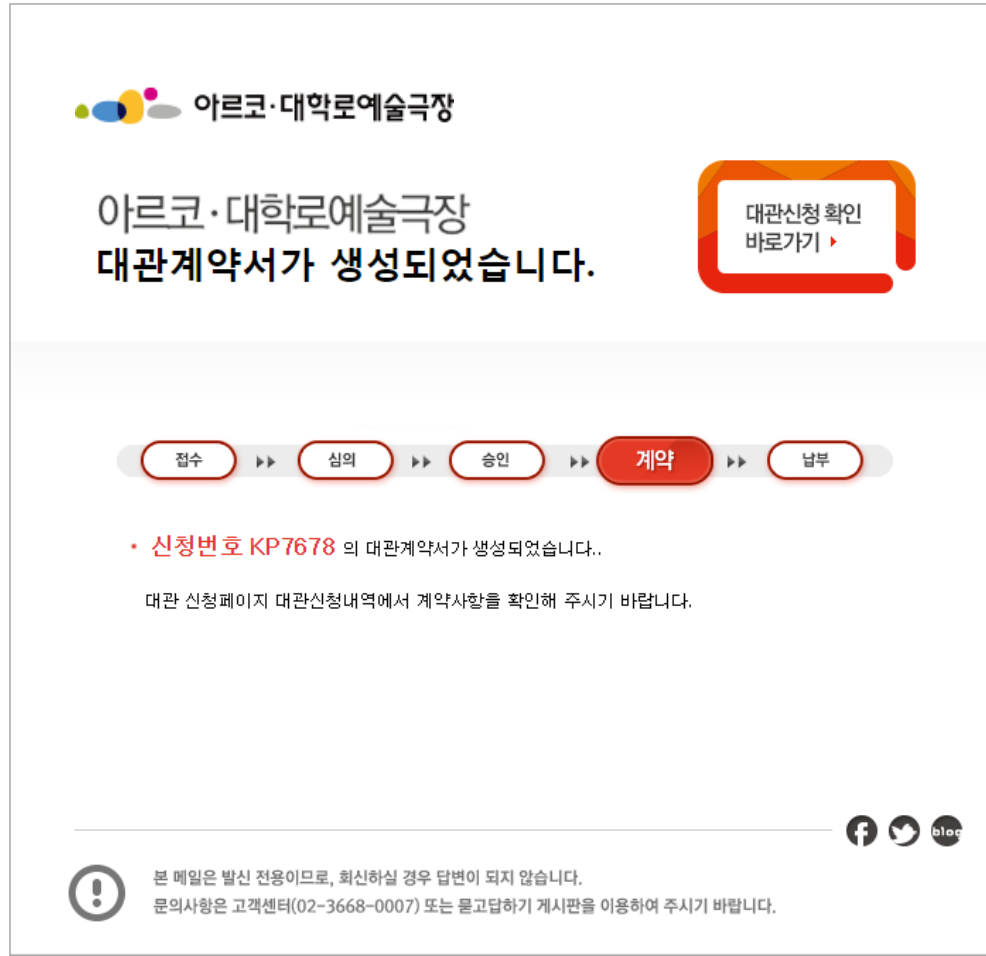 아르코·대학로예술극장
아르코·대학로예술극장
대관계약서가 생성되었습니다.
대관신청 확인
바로가기
접수
심의
승인
계약
납부
신청번호 KP7678 의 대관계약서가 생성되었습니다..
대관 신청페이지 대관신청내역에서 계약사항을 확인해 주시기 바랍니다.
blog
본 메일은 발신 전용이므로, 회신하실 경우 답변이 되지 않습니다.
문의사항은 고객센터(02-3668-0007) 또는 묻고답하기 게시판을 이용하여 주시기 바랍니다.